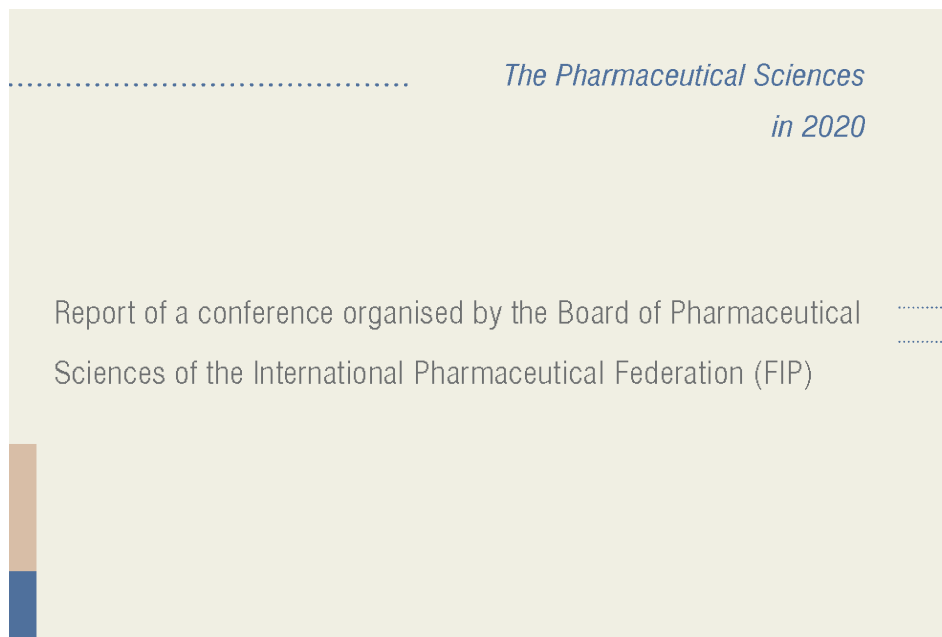 The Pharmaceutical Sciences
in 2020
Report of a conference organised by the Board of Pharmaceutical
Sciences of the International Pharmaceutical Federation (FIP)